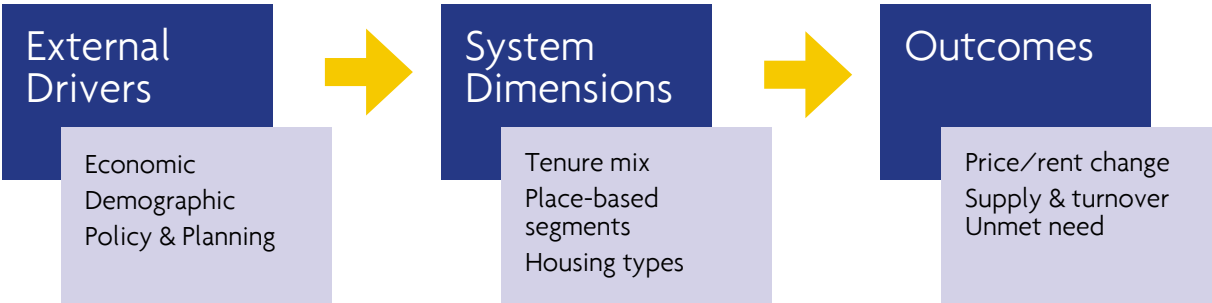 External
Drivers
Economic
Demographic
Policy & Planning
System
Dimensions
Tenure mix
Place-based
segments
Housing types
Outcomes
Price/rent change
Supply & turnover
Unmet need